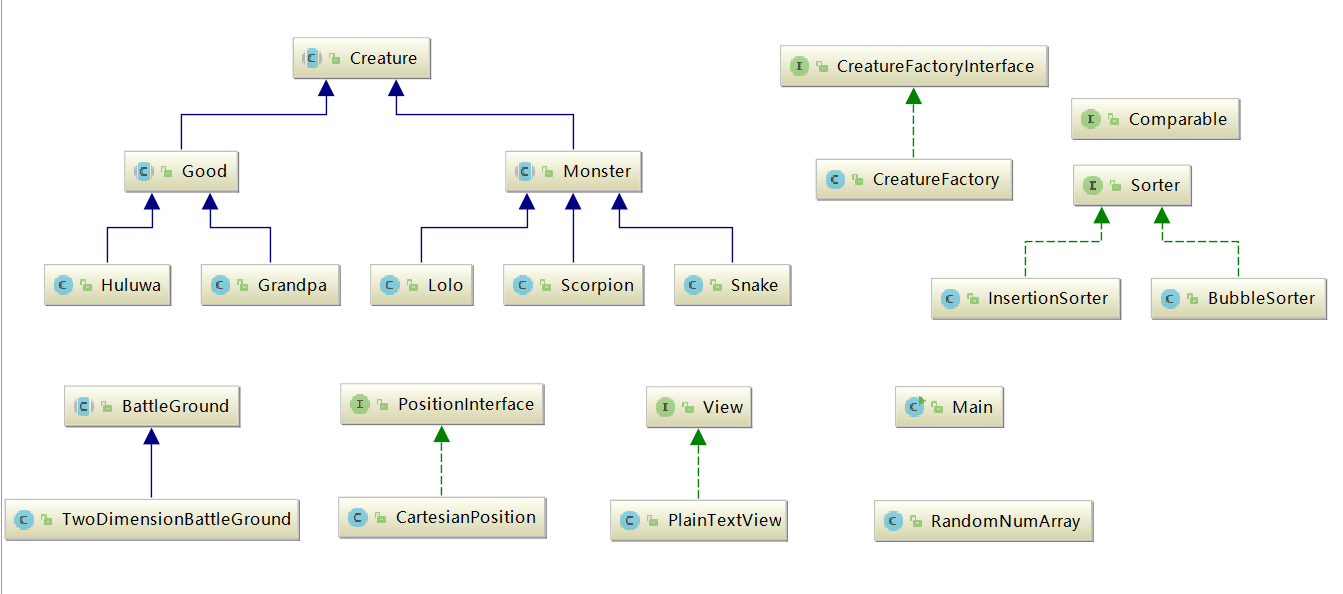 Creature
CreatureFactoryInterface
Comparable
Good
Monster
CreatureFactory
Sorter
Huluwa
Grandpa
Lolo
Scorpion
Snake
InsertionSorter
BubbleSorter
BattleGround
PositionInterface
View
Main
TwoDimensionBattleGround
CartesianPosition
PlainTextView
RandomNumArray